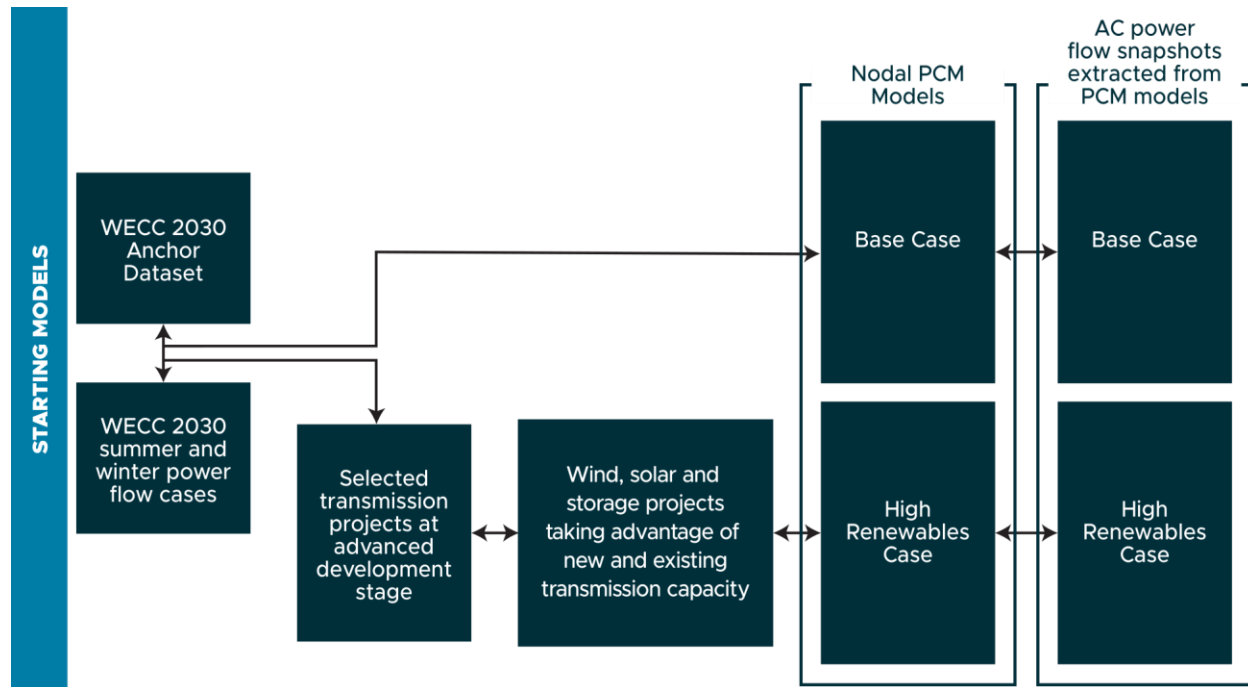 STARTING MODELS
WECC 2030
Anchor
Dataset
WECC 2030
summer and
winter power
flow cases
Selected
transmission
projects at
advanced
development
stage
Wind, solar and
storage projects
taking advantage of
new and existing
transmission capacity
Nodal PCM
Models
Base Case
High
Renewables
Case
AC power
flow snapshots
extracted from
PCM models
Base Case
High
Renewables
Case